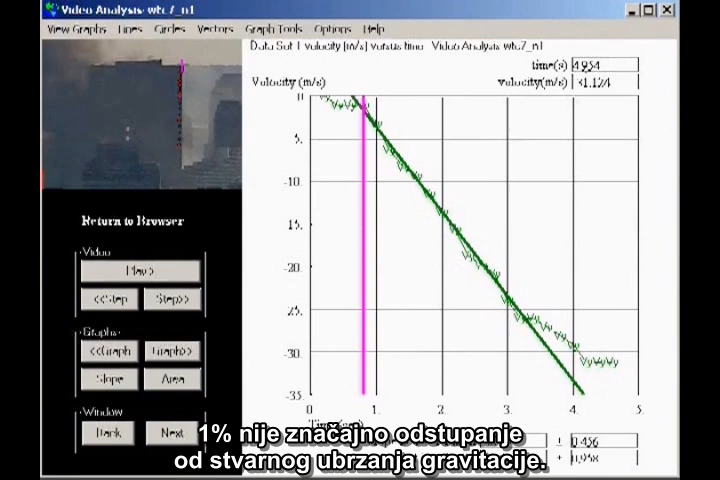 Video Analysis: wtc7_n1
View Graphs Lines Circles Vectors Graph Tools Options Help
Data Set 1 velocity [m/s] versus time Video Analysis wtc7_n1
time(s) 4.954
Velocity (m/s) velocity(m/s)
0
5.
-10.
15.
-20.
25.
-30.
-35
0 1. 2. 3. 4. 5.
Return to Browser
Video
Play>
<<Step Step>>
Graphs
<<Graph Graph>>
Slope Area
Window
Back Next
± 0.456
± 0.958
1% nije značajno odstupanje
od stvarnog ubrzanja gravitacije.